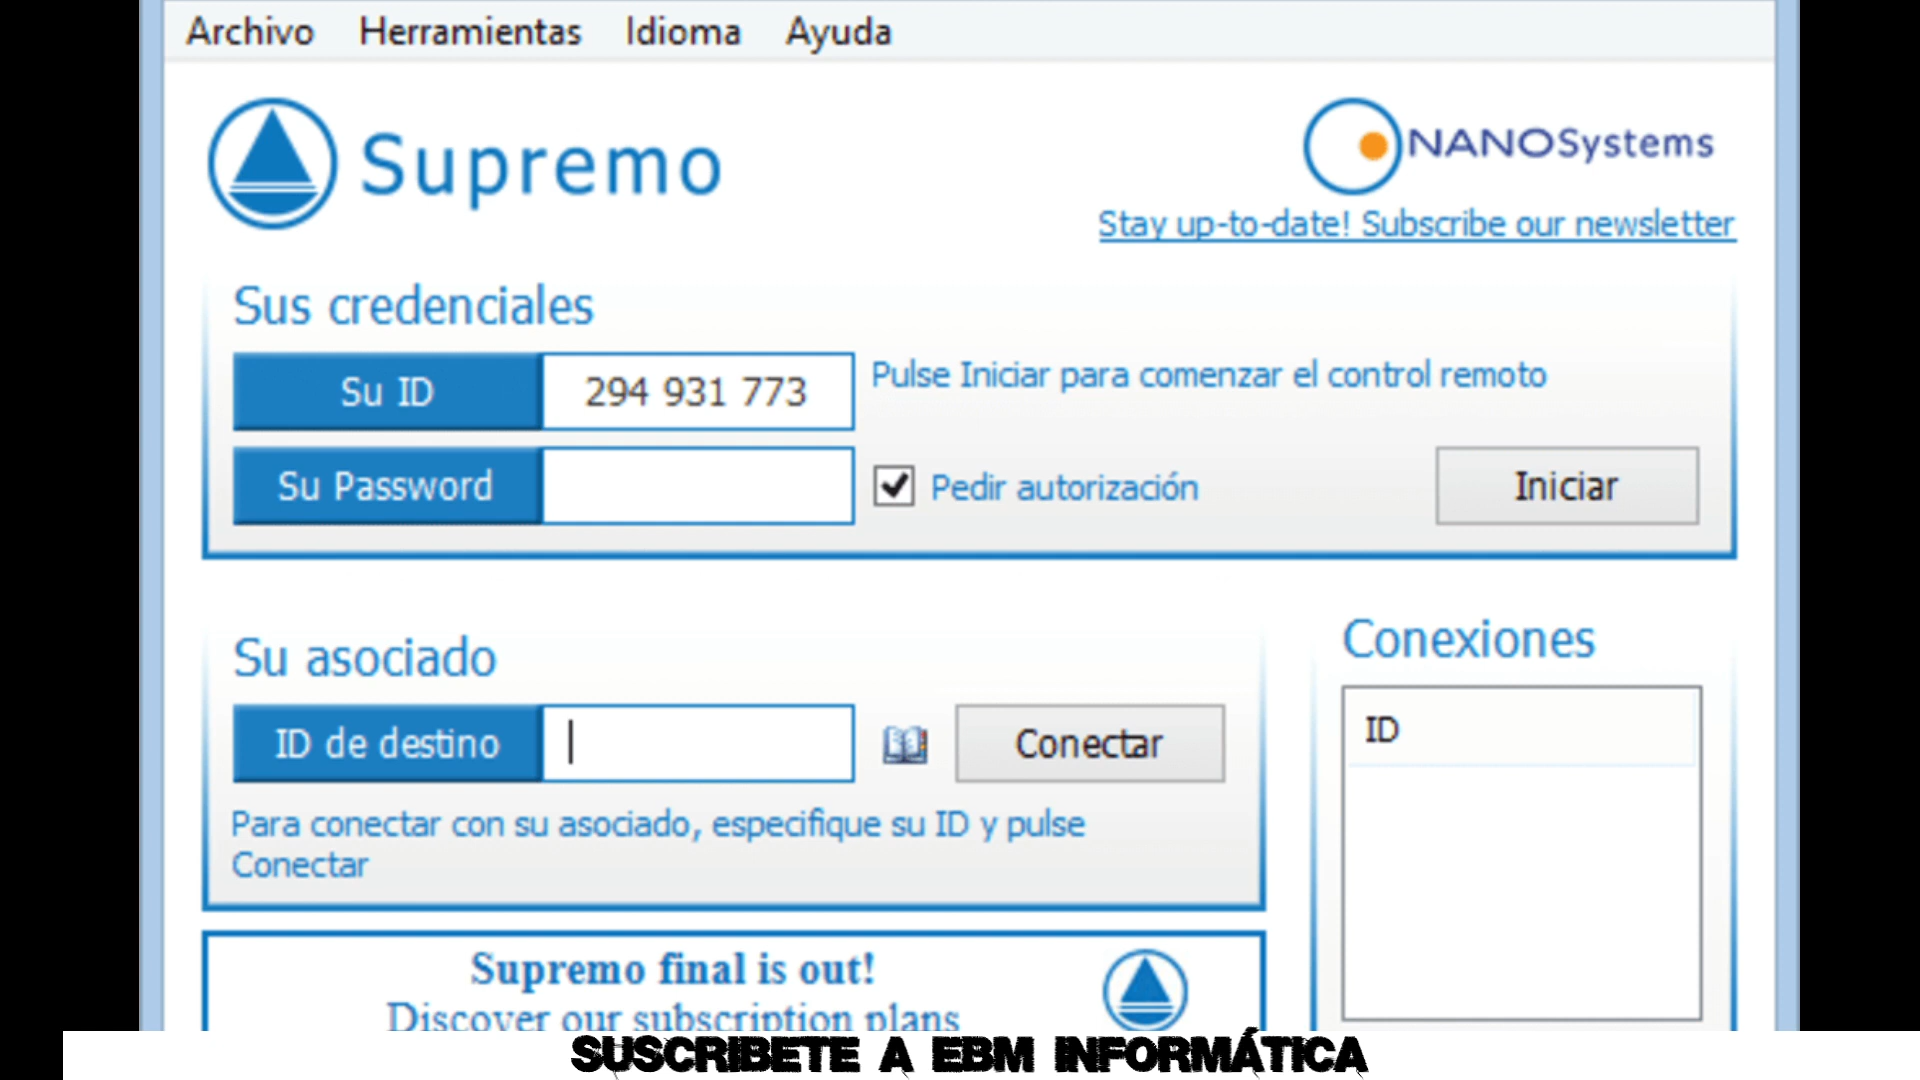 Archivo Herramientas Idioma Ayuda
Supremo
NANOSystems
Stay up-to-date! Subscribe our newsletter
Sus credenciales
Su ID 294 931 773 Pulse Iniciar para comenzar el control remoto
Su Password Pedir autorización Iniciar
Su asociado
Conexiones
ID de destino Conectar
ID
Para conectar con su asociado, especifique su ID y pulse
Conectar
Supremo final is out!
Discover our subscription plans
SUSCRIBETE A EBM INFORMÁTICA